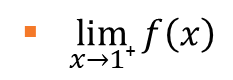 ▪ lim f(x)
x→1⁺